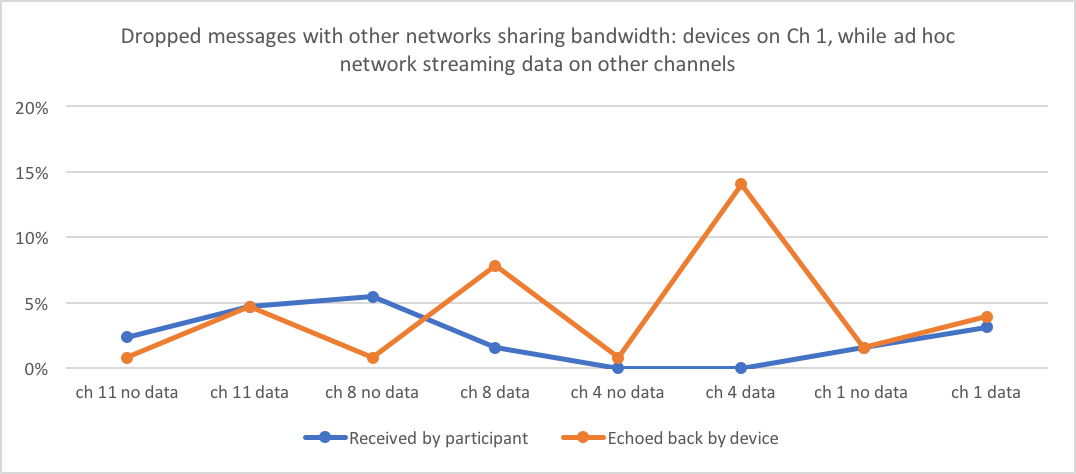 Dropped messages with other networks sharing bandwidth: devices on Ch 1, while ad hoc
network streaming data on other channels
20%
15%
10%
5%
0%
ch 11 no data ch 11 data ch 8 no data ch 8 data ch 4 no data ch 4 data ch 1 no data ch 1 data
Received by participant Echoed back by device